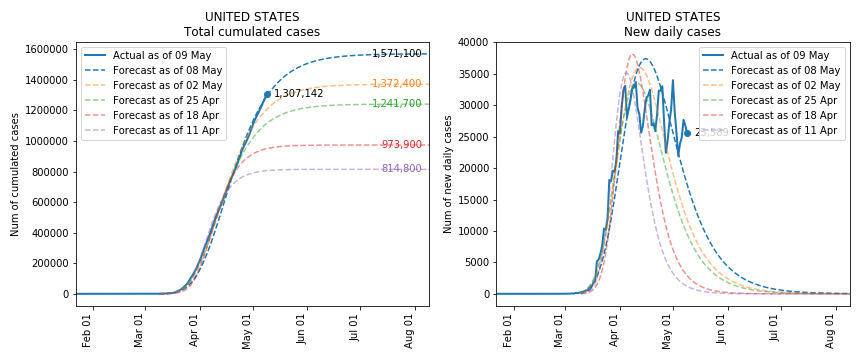 UNITED STATES
Total cumulated cases
Num of cumulated cases
1600000
1400000
1200000
1000000
800000
600000
400000
200000
0
Actual as of 09 May
Forecast as of 08 May
Forecast as of 02 May
Forecast as of 25 Apr
Forecast as of 18 Apr
Forecast as of 11 Apr
1,571,100
1,372,400
1,307,142
1,241,700
973,900
814,800
Feb 01
Mar 01
Apr 01
May 01
Jun 01
Jul 01
Aug 01
UNITED STATES
New daily cases
Num of new daily cases
40000
35000
30000
25000
20000
15000
10000
5000
0
Actual as of 09 May
Forecast as of 08 May
Forecast as of 02 May
Forecast as of 25 Apr
Forecast as of 18 Apr
Forecast as of 11 Apr
Feb 01
Mar 01
Apr 01
May 01
Jun 01
Jul 01
Aug 01